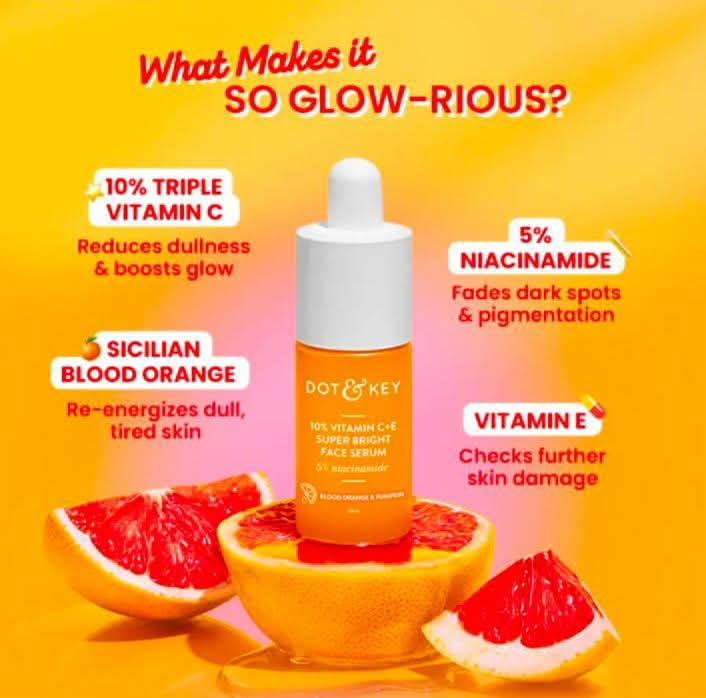 What Makes it
SO GLOW-RIOUS?
10% TRIPLE
VITAMIN C
Reduces dullness
& boosts glow
5%
NIACINAMIDE
Fades dark spots
& pigmentation
SICILIAN
BLOOD ORANGE
Re-energizes dull,
tired skin
VITAMIN E
Checks further
skin damage
DOT & KEY
10% VITAMIN C+E
SUPER BRIGHT
FACE SERUM
5% niacinamide
BLOOD ORANGE &